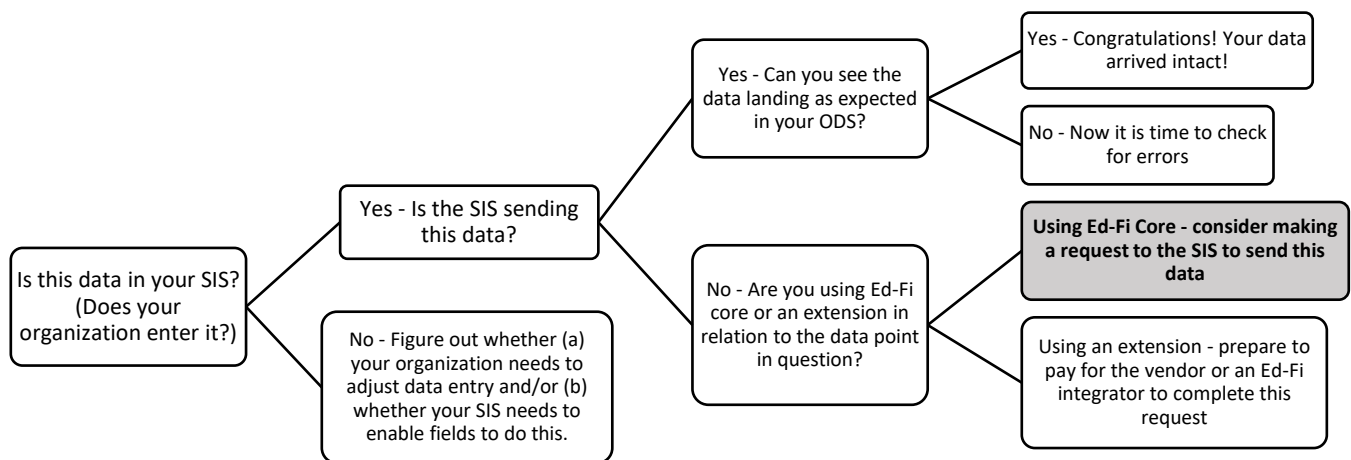 Is this data in your SIS?
(Does your
organization enter it?)
Yes - Is the SIS sending
this data?
Yes - Can you see the
data landing as expected
in your ODS?
Yes - Congratulations! Your data
arrived intact!
No - Now it is time to check
for errors
No - Are you using Ed-Fi
core or an extension in
relation to the data point
in question?
Using Ed-Fi Core - consider making
a request to the SIS to send this
data
Using an extension - prepare to
pay for the vendor or an Ed-Fi
integrator to complete this
request
No - Figure out whether (a)
your organization needs to
adjust data entry and/or (b)
whether your SIS needs to
enable fields to do this.